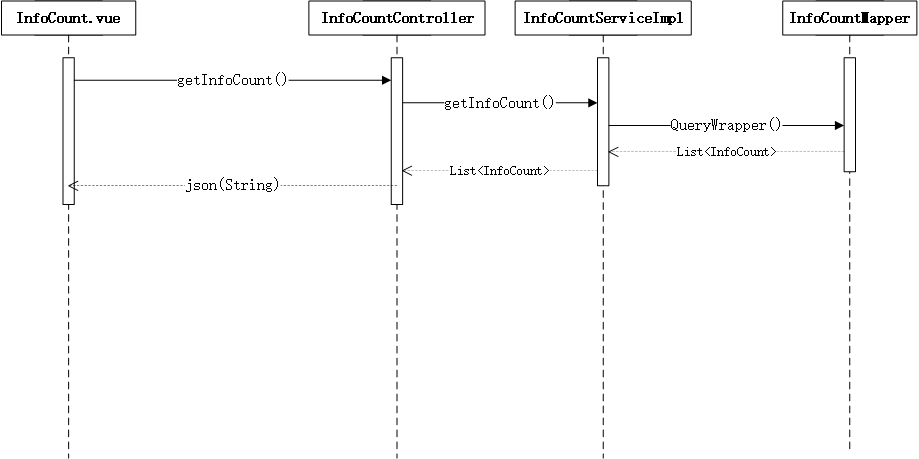 InfoCount.vue
InfoCountController
InfoCountServiceImpl
InfoCountMapper
getInfoCount()
getInfoCount()
QueryWrapper()
List<InfoCount>
List<InfoCount>
json(String)